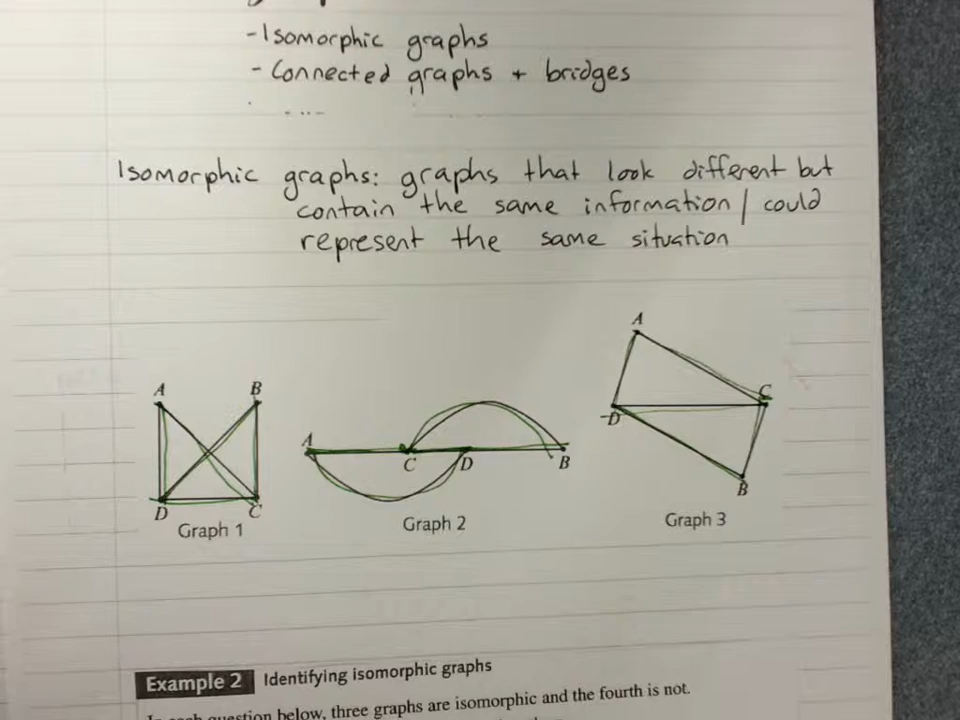 - Isomorphic graphs
- Connected graphs + bridges
....
Isomorphic graphs: graphs that look different but
contain the same information / could
represent the same situation
A B
D C
Graph 1
A C D B
Graph 2
A
D C
B
Graph 3
Example 2 Identifying isomorphic graphs
question below, three graphs are isomorphic and the fourth is not.